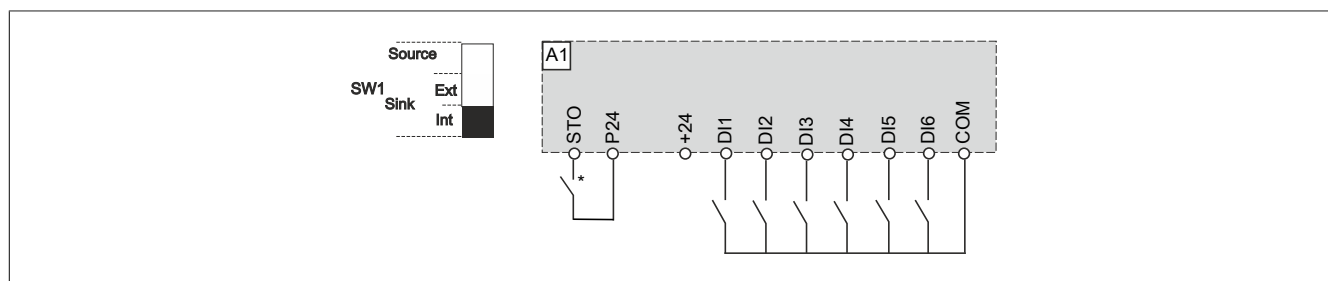 Source
SW1
Sink
Ext
Int
A1
STO
P24
+24
DI1
DI2
DI3
DI4
DI5
DI6
COM
*